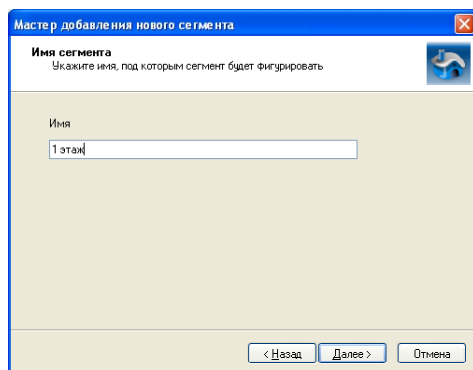 Мастер добавления нового сегмента
Имя сегмента
Укажите имя, под которым сегмент будет фигурировать
Имя
1 этаж
< Назад Далее > Отмена